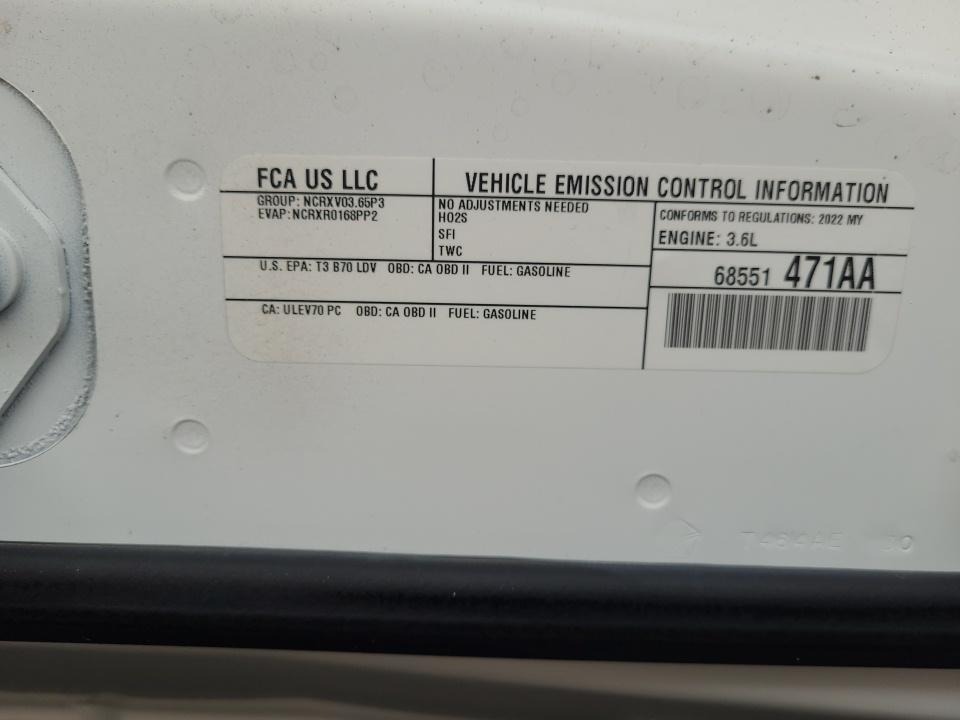 FCA US LLC
VEHICLE EMISSION CONTROL INFORMATION
GROUP: NCRXV03.65P3
EVAP: NCRXR0168PP2
NO ADJUSTMENTS NEEDED
HO2S
SFI
TWC
CONFORMS TO REGULATIONS: 2022 MY
ENGINE: 3.6L
68551 471AA
U.S. EPA: T3 B70 LDV OBD: CA OBD II FUEL: GASOLINE
CA: ULEV70 PC OBD: CA OBD II FUEL: GASOLINE